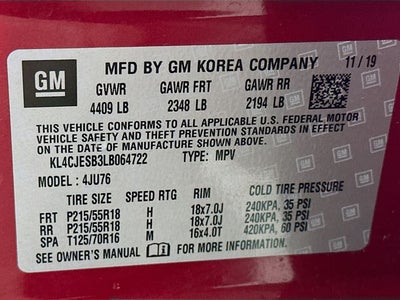 GM
MFD BY GM KOREA COMPANY 11/19
GVWR GAWR FRT GAWR RR
4409 LB 2348 LB 2194 LB
THIS VEHICLE CONFORMS TO ALL APPLICABLE U.S. FEDERAL MOTOR
VEHICLE SAFETY AND THEFT PREVENTION STANDARDS IN EFFECT ON THE
DATE OF MANUFACTURE SHOWN ABOVE.
KL4CJESB3LB064722 TYPE: MPV
MODEL: 4JU76
TIRE SIZE SPEED RTG RIM COLD TIRE PRESSURE
FRT P215/55R18 H 18x7.0J 240KPA, 35 PSI
RR P215/55R18 H 18x7.0J 240KPA, 35 PSI
SPA T125/70R16 M 16x4.0T 420KPA, 60 PSI
SEE OWNER'S MANUAL FOR MORE INFORMATION.